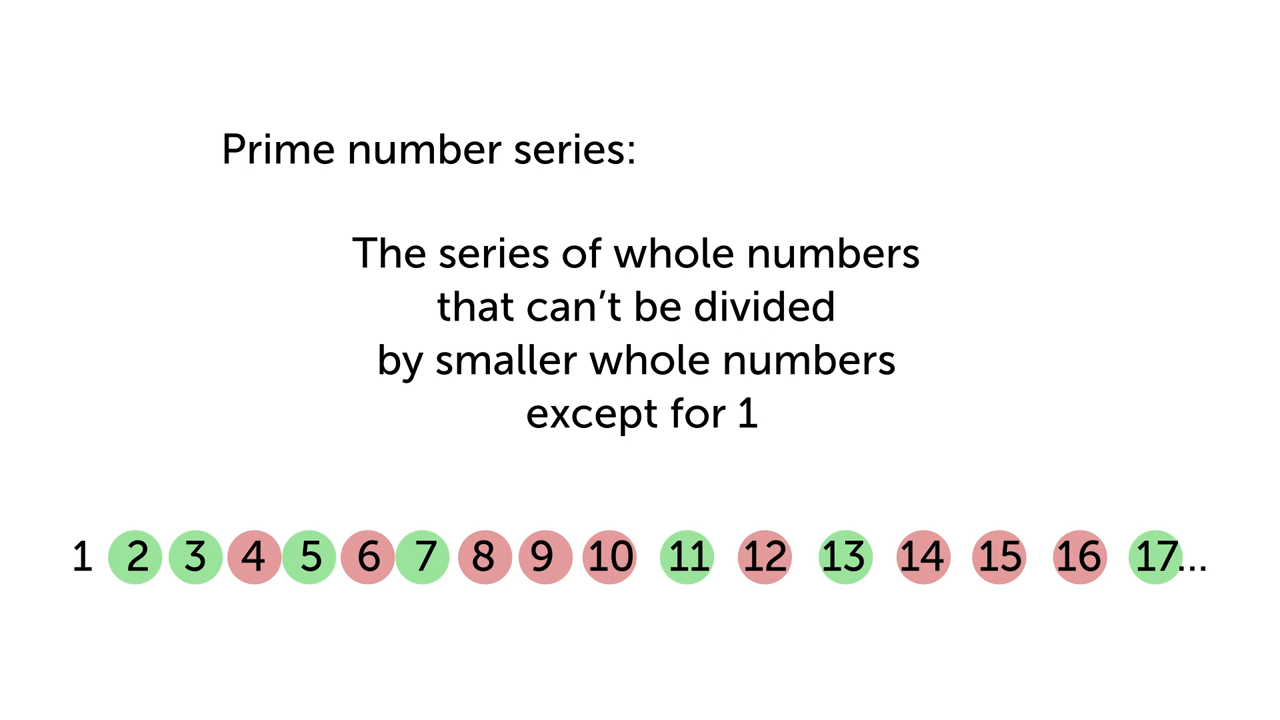 Prime number series:
The series of whole numbers
that can’t be divided
by smaller whole numbers
except for 1
1 2 3 4 5 6 7 8 9 10 11 12 13 14 15 16 17...